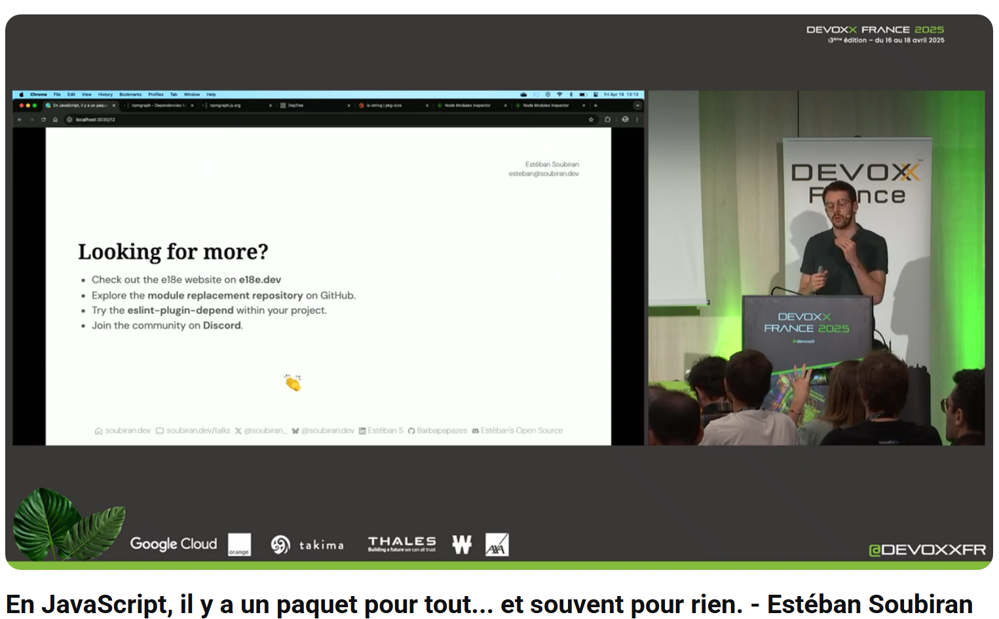 DEVOXX FRANCE 2025
13ème édition – du 16 au 18 avril 2025
Chrome File Edit View History Bookmarks Profiles Tab Window Help
Fri Apr 18 13:13
En JavaScript, il y a un paque
npmgraph - Dependencies
npmgraph.js.org
DepTree
is-string | pkg-size
Node Modules Inspector
Node Modules Inspector
localhost:3030/12
Estéban Soubiran
esteban@soubiran.dev
Looking for more?
• Check out the e18e website on e18e.dev
• Explore the module replacement repository on GitHub.
• Try the eslint-plugin-depend within your project.
• Join the community on Discord.
soubiran.dev soubiran.dev/talks @soubiran_ @soubiran.dev Estéban S Barbapapazes Estéban's Open Source
DEVOXX
France
DEVOXX
FRANCE 2025
#devoxxfr
Google Cloud
orange
takima
THALES
Building a future we can all trust
W
AXA
@DEVOXXFR
En JavaScript, il y a un paquet pour tout... et souvent pour rien. - Estéban Soubiran